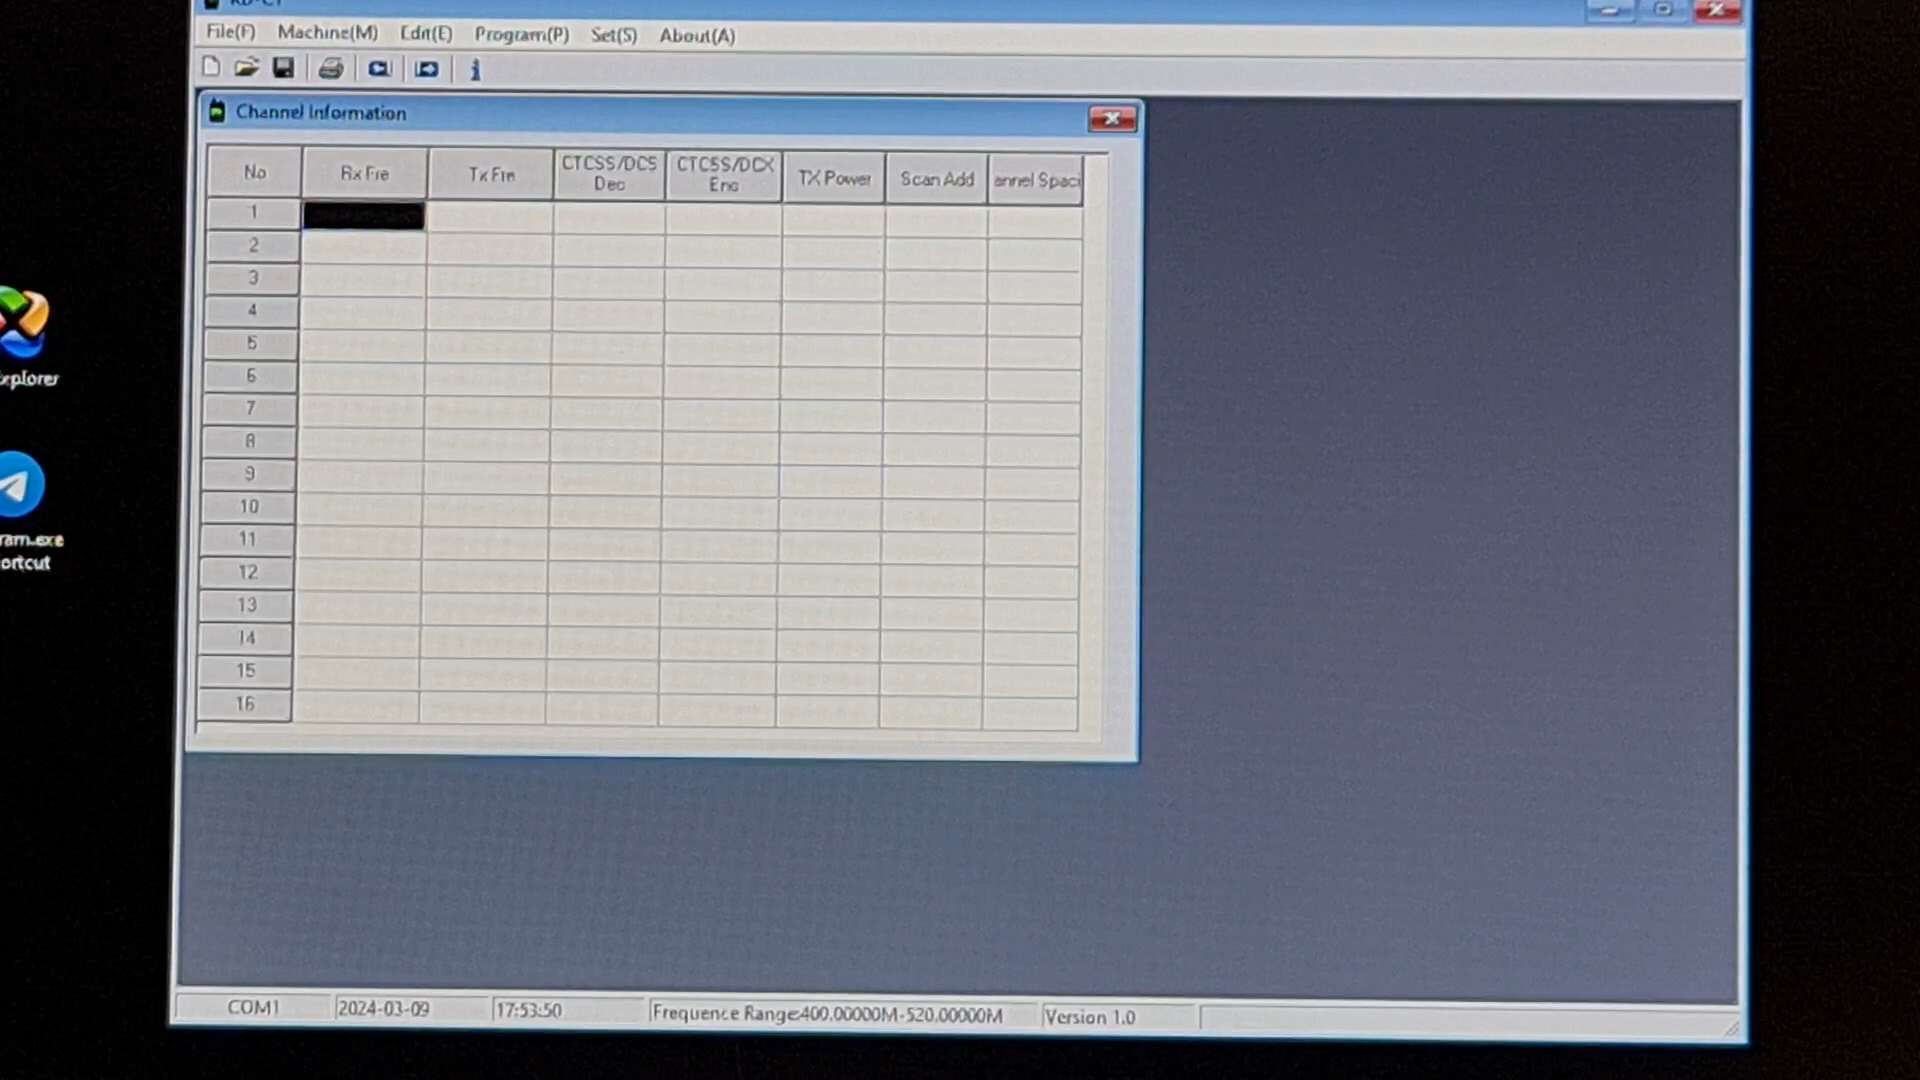 File(F) Machine(M) Edit(E) Program(P) Set(S) About(A)
Channel Information
No Rx Fre Tx Fre CTCSS/DCS Dec CTCSS/DCX Enc TX Power Scan Add annel Spaci
1
2
3
4
5
6
7
8
9
10
11
12
13
14
15
16
xplorer
ram.exe
ortcut
COM1 2024-03-09 17:53:50 Frequence Range:400.00000M-520.00000M Version 1.0